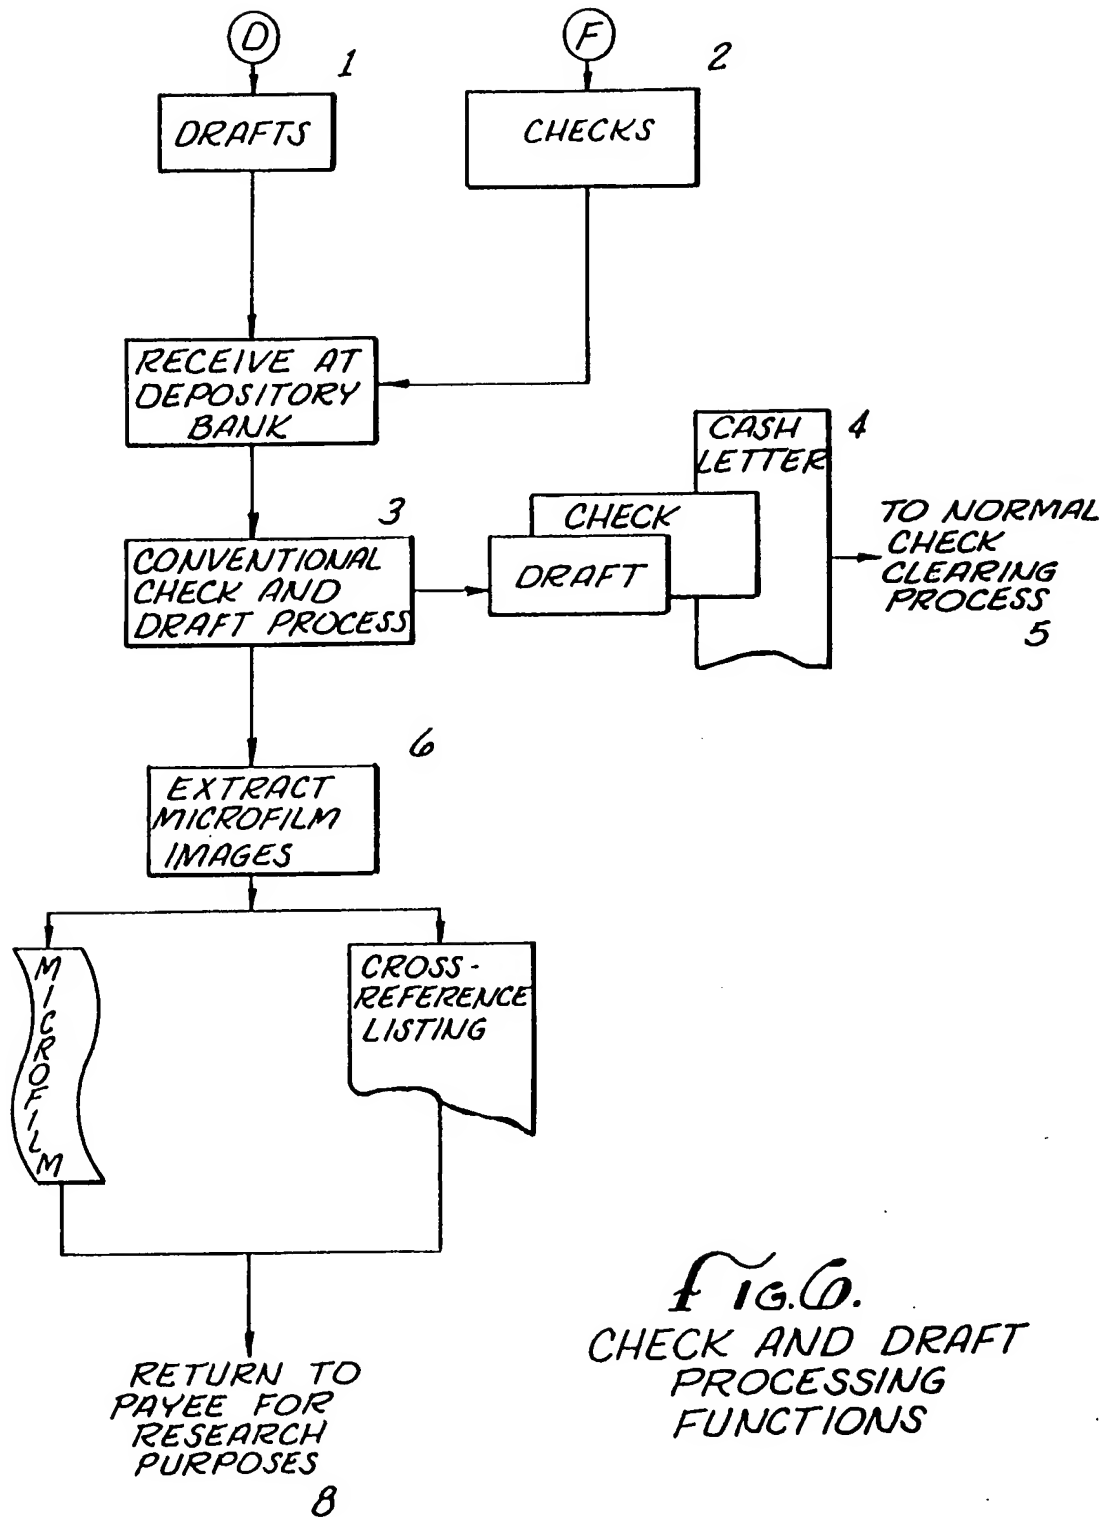 D
F
1
2
DRAFTS
CHECKS
RECEIVE AT
DEPOSITORY
BANK
3
CONVENTIONAL
CHECK AND
DRAFT PROCESS
CASH
LETTER
4
CHECK
DRAFT
TO NORMAL
CHECK
CLEARING
PROCESS
5
6
EXTRACT
MICROFILM
IMAGES
MICROFILM
CROSS-
REFERENCE
LISTING
RETURN TO
PAYEE FOR
RESEARCH
PURPOSES
8
FIG.6.
CHECK AND DRAFT
PROCESSING
FUNCTIONS